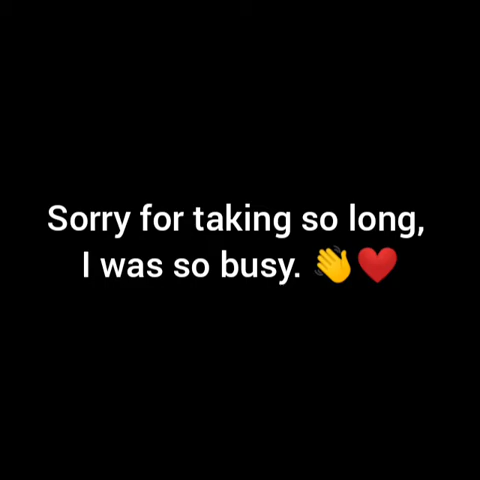 Sorry for taking so long,
I was so busy. 👋❤️